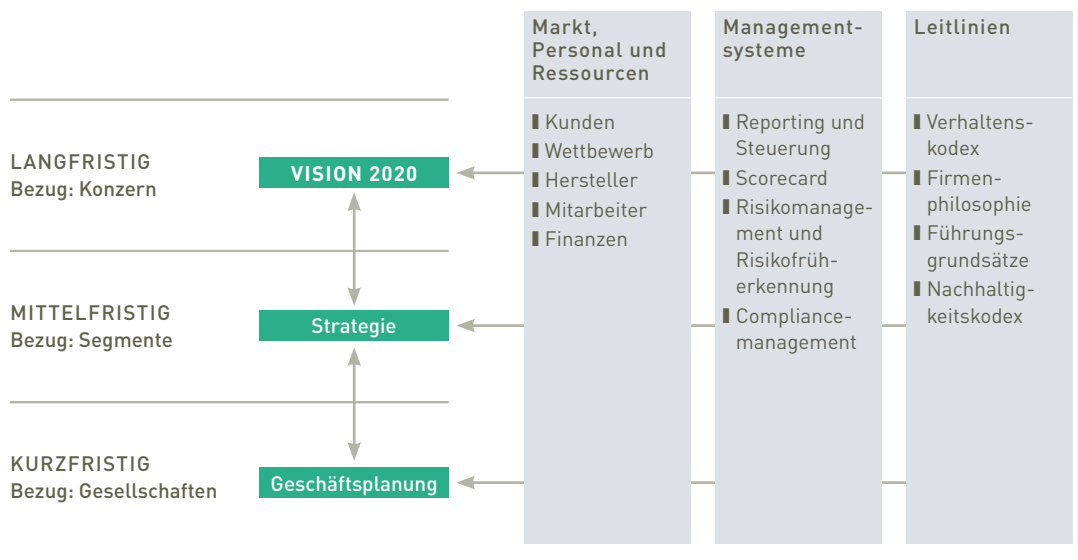 Markt,
Personal und
Ressourcen
Management-
systeme
Leitlinien
LANGFRISTIG
Bezug: Konzern
VISION 2020
MITTELFRISTIG
Bezug: Segmente
Strategie
KURZFRISTIG
Bezug: Gesellschaften
Geschäftsplanung
Kunden
Wettbewerb
Hersteller
Mitarbeiter
Finanzen
Reporting und
Steuerung
Scorecard
Risikomanage-
ment und
Risikofrüh-
erkennung
Compliance-
management
Verhaltens-
kodex
Firmen-
philosophie
Führungs-
grundsätze
Nachhaltig-
keitskodex